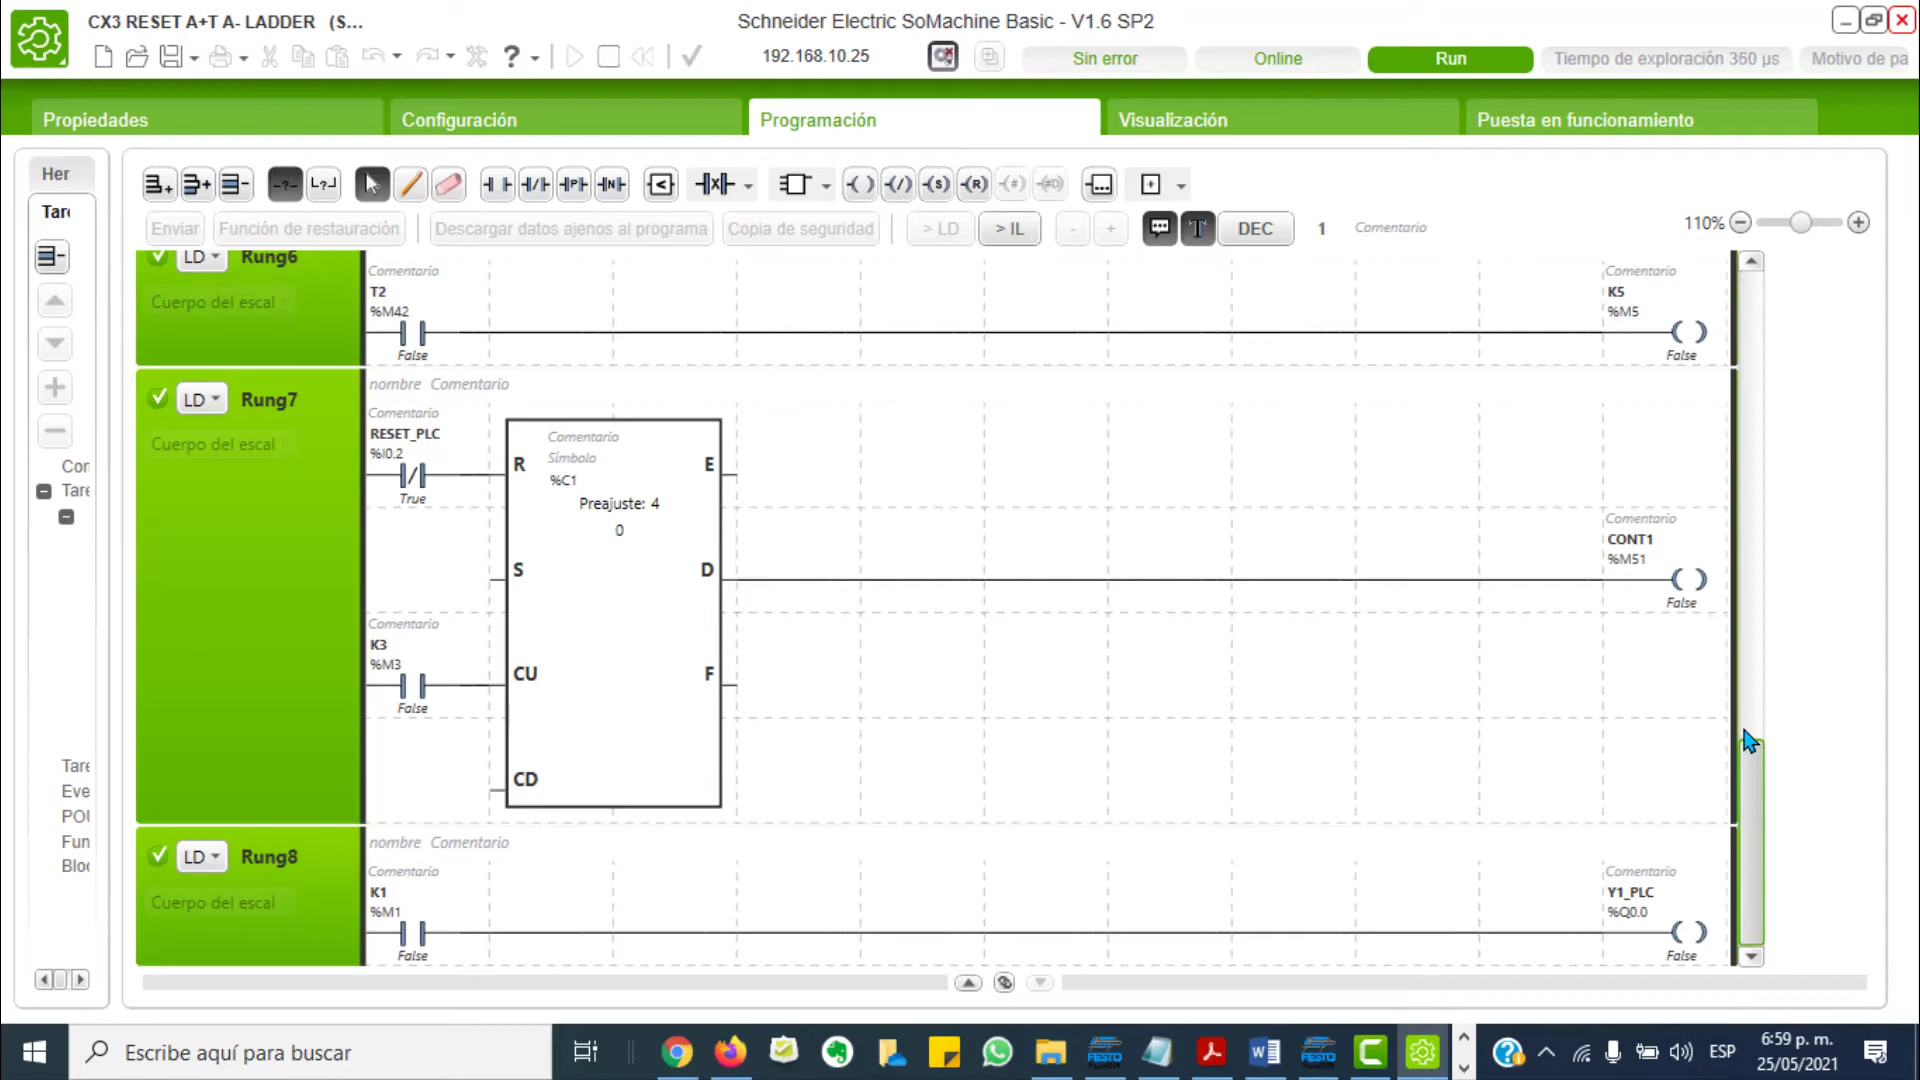 CX3 RESET A+T A- LADDER (S...
Schneider Electric SoMachine Basic - V1.6 SP2
192.168.10.25
Sin error
Online
Run
Tiempo de exploración 360 µs
Motivo de pa
Propiedades
Configuración
Programación
Visualización
Puesta en funcionamiento
Her
Tare
Enviar
Función de restauración
Descargar datos ajenos al programa
Copia de seguridad
> LD
> IL
-
+
DEC
1
Comentario
110%
LD
Rung6
Cuerpo del escal
Comentario
T2
%M42
False
Comentario
K5
%M5
False
LD
Rung7
Cuerpo del escal
nombre Comentario
Comentario
RESET_PLC
%I0.2
True
Comentario
Símbolo
%C1
Preajuste: 4
0
R
E
S
D
CU
F
CD
Comentario
CONT1
%M51
False
Comentario
K3
%M3
False
Con
Tare
Tare
Eve
POU
Fun
Bloc
LD
Rung8
Cuerpo del escal
nombre Comentario
Comentario
K1
%M1
False
Comentario
Y1_PLC
%Q0.0
False
Escribe aquí para buscar
FESTO
FESTO
ESP
6:59 p. m.
25/05/2021